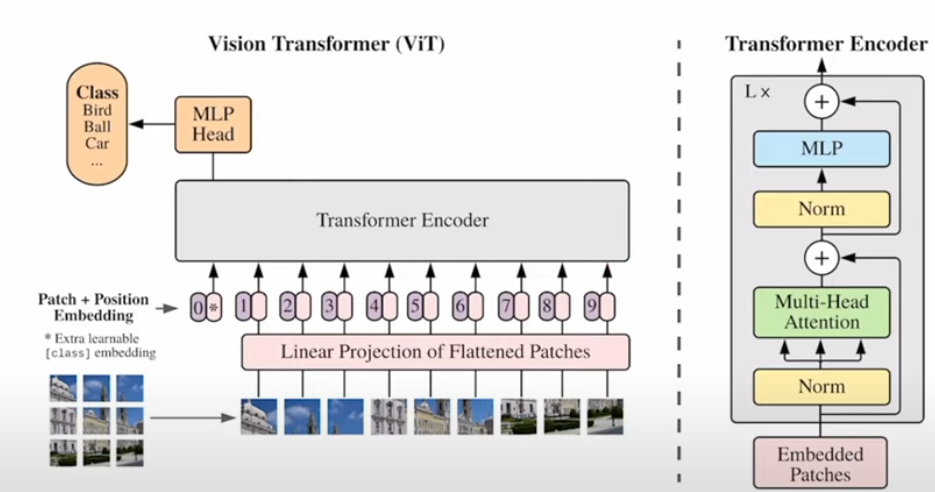 Vision Transformer (ViT)
Class
Bird
Ball
Car
...
MLP
Head
Transformer Encoder
Patch + Position
Embedding
0 * 1 2 3 4 5 6 7 8 9
* Extra learnable
[class] embedding
Linear Projection of Flattened Patches
Transformer Encoder
L x
+
MLP
Norm
+
Multi-Head
Attention
Norm
Embedded
Patches